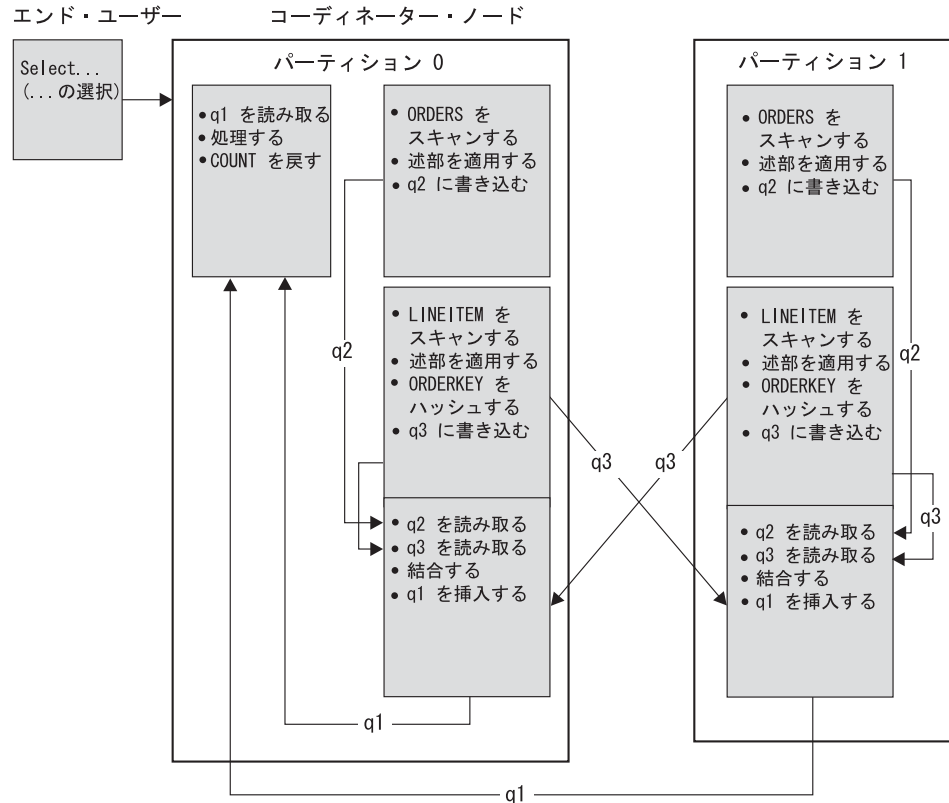 エンド・ユーザー
コーディネーター・ノード
Select...
(...の選択)
パーティション 0
• q1 を読み取る
• 処理する
• COUNT を戻す
• ORDERS を
スキャンする
• 述部を適用する
• q2 に書き込む
q2
• LINEITEM を
スキャンする
• 述部を適用する
• ORDERKEY を
ハッシュする
• q3 に書き込む
• q2 を読み取る
• q3 を読み取る
• 結合する
• q1 を挿入する
q1
q3
q3
パーティション 1
• ORDERS を
スキャンする
• 述部を適用する
• q2 に書き込む
q2
• LINEITEM を
スキャンする
• 述部を適用する
• ORDERKEY を
ハッシュする
• q3 に書き込む
q3
• q2 を読み取る
• q3 を読み取る
• 結合する
• q1 を挿入する
q1